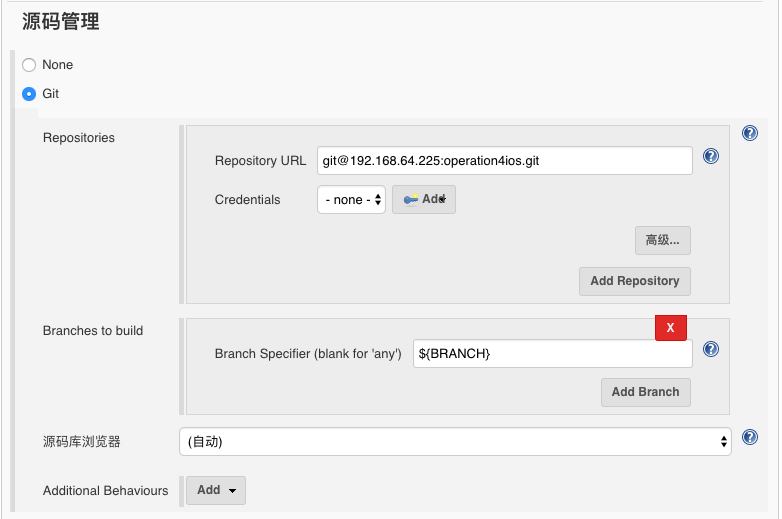 源码管理
None
Git
Repositories
Repository URL git@192.168.64.225:operation4ios.git
Credentials - none - Add
高级...
Add Repository
Branches to build
X
Branch Specifier (blank for 'any') ${BRANCH}
Add Branch
源码库浏览器 (自动)
Additional Behaviours Add